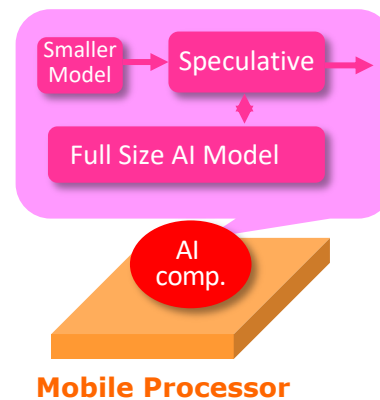 Smaller
Model
Speculative
Full Size AI Model
AI
comp.
Mobile Processor